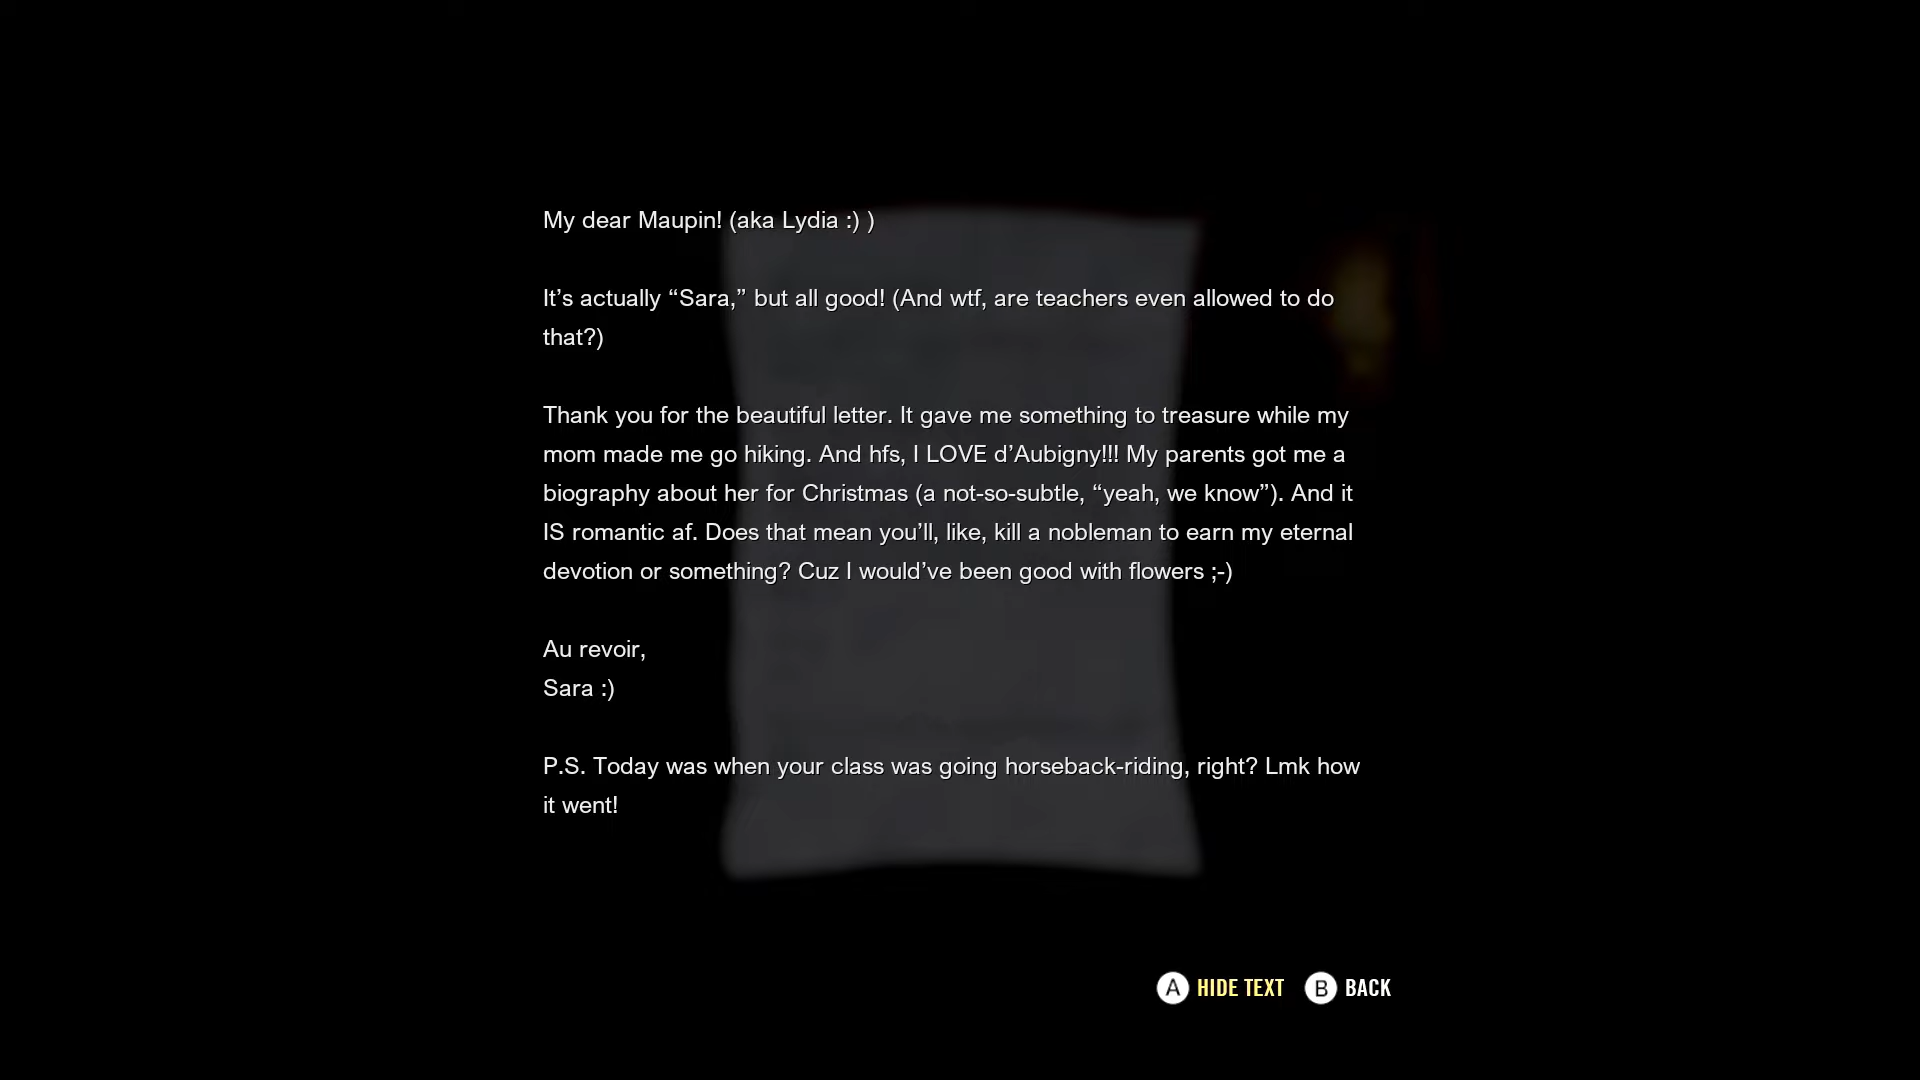 My dear Maupin! (aka Lydia :) )
It’s actually “Sara,” but all good! (And wtf, are teachers even allowed to do
that?)
Thank you for the beautiful letter. It gave me something to treasure while my
mom made me go hiking. And hfs, I LOVE d’Aubigny!!! My parents got me a
biography about her for Christmas (a not-so-subtle, “yeah, we know”). And it
IS romantic af. Does that mean you’ll, like, kill a nobleman to earn my eternal
devotion or something? Cuz I would’ve been good with flowers ;-)
Au revoir,
Sara :)
P.S. Today was when your class was going horseback-riding, right? Lmk how
it went!
A HIDE TEXT B BACK